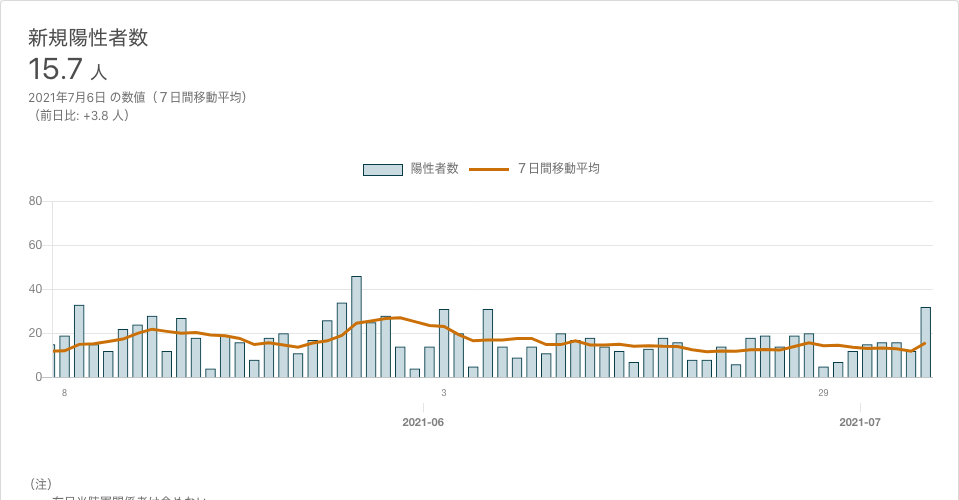 新規陽性者数
15.7 人
2021年7月6日 の数値（７日間移動平均）
（前日比: +3.8 人）
陽性者数 ７日間移動平均
80
60
40
20
0
8 3 29
2021-06 2021-07
（注）